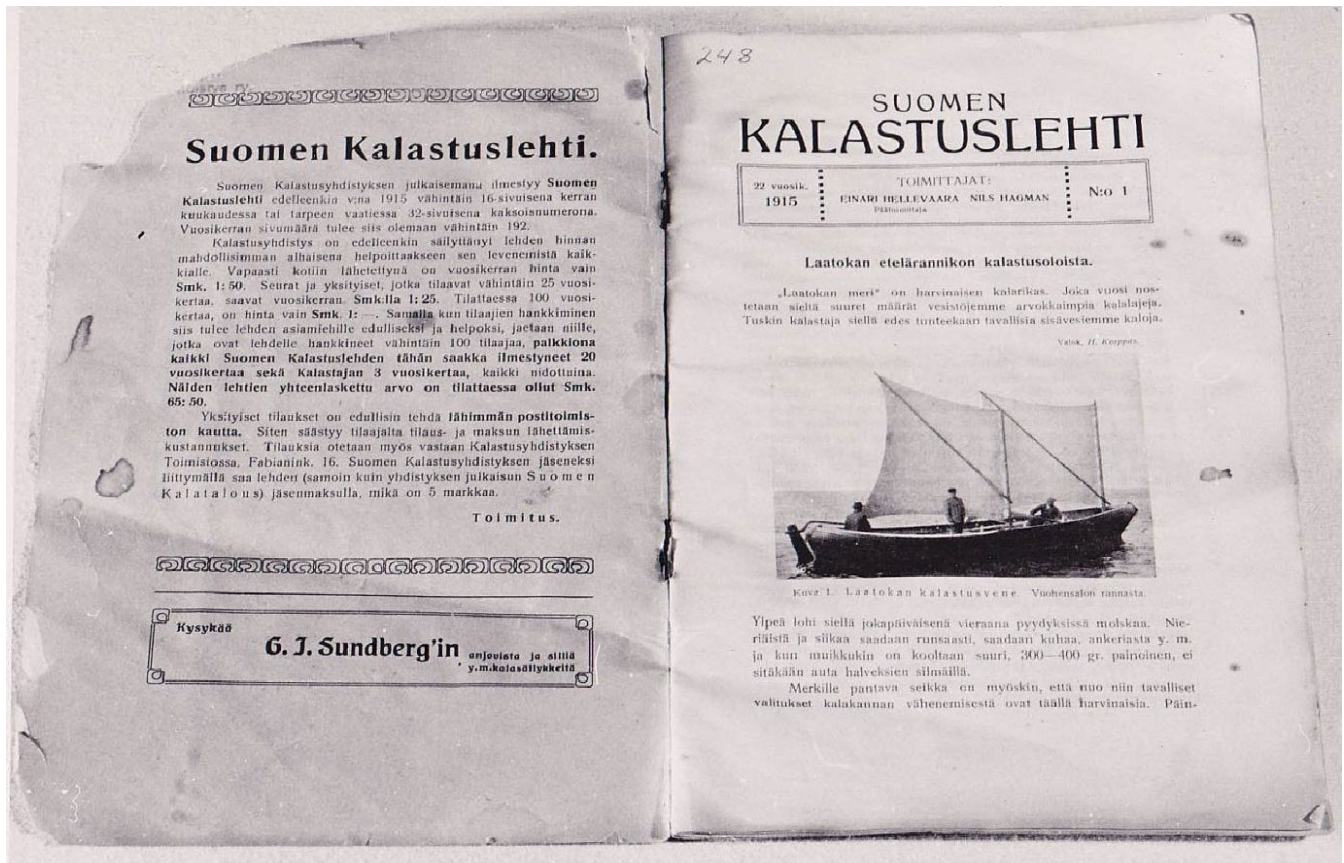 Suomen Kalastuslehti.
Suomen Kalastusyhdistyksen julkaisemana ilmestyy Suomen
Kalastuslehti edelleenkin v:na 1915 vähintäin 16-sivuisena kerran
kuukaudessa tai tarpeen vaatiessa 32-sivuisena kaksoisnumerona.
Vuosikerran sivumäärä tulee siis olemaan vähintäin 192.
Kalastusyhdistys on edelleenkin säilyttänyt lehden hinnan
mahdollisimman alhaisena helpoittaakseen sen leviämistä kaik-
kialle. Vapaasti kotiin lähetettynä on vuosikerran hinta vain
Smk. 1: 50. Seurat ja yksityiset, jotka tilaavat vähintäin 25 vuosi-
kertaa, saavat vuosikerran Smk:lla 1: 25. Tilattaessa 100 vuosi-
kertaa, on hinta vain Smk. 1: —. Samalla kun tilaajien hankkiminen
siis tulee lehden asiamiehille edulliseksi ja helpoksi, jaetaan niille,
jotka ovat lehdelle hankkineet vähintäin 100 tilaajaa, palkkiona
kaikki Suomen Kalastuslehden tähän saakka ilmestyneet 20
vuosikertaa sekä Kalastajan 3 vuosikertaa, kaikki nidottuina.
Näiden lehtien yhteenlaskettu arvo on tilattaessa ollut Smk.
65: 50.
Yksityiset tilaukset on edullisin tehdä lähimmän postitoimis-
ton kautta. Siten säästyy tilaajalta tilaus- ja maksun lähettämis-
kustannukset. Tilauksia otetaan myös vastaan Kalastusyhdistyksen
Toimistossa, Fabianink. 16. Suomen Kalastusyhdistyksen jäseneksi
liittymällä saa lehden (samoin kuin yhdistyksen julkaisun Suomen
Kalatalous) jäsenmaksulla, mikä on 5 markkaa.
Toimitus.
Kysykää
G. J. Sundberg'in
anjovista ja silliä
y.m. kalasäilykkeitä
248
SUOMEN
KALASTUSLEHTI
22 vuosik.
1915
TOIMITTAJAT:
EINARI HELLEVAARA NILS HAGMAN
Päätoimittaja
N:o 1
Laatokan etelärannikon kalastusoloista.
„Laatokan meri" on harvinaisen kalarikas. Joka vuosi nos-
tetaan sieltä suuret määrät vesistöjemme arvokkaimpia kalalajeja.
Tuskin kalastaja siellä edes tunteekaan tavallisia sisävesiemme kaloja.
Valok. H. Korppas.
Kuva 1. Laatokan kalastusvene. Vuohensalon rannasta.
Ylpeä lohi siellä jokapäiväisenä vieraana pyydyksissä molskaa. Nie-
riäistä ja siikaa saadaan runsaasti, saadaan kuhaa, ankeriasta y. m.
ja kun muikkukin on kooltaan suuri, 300—400 gr. painoinen, ei
sitäkään auta halveksien silmäillä.
Merkille pantava seikka on myöskin, että nuo niin tavalliset
valitukset kalakannan vähenemisestä ovat täällä harvinaisia. Päin-